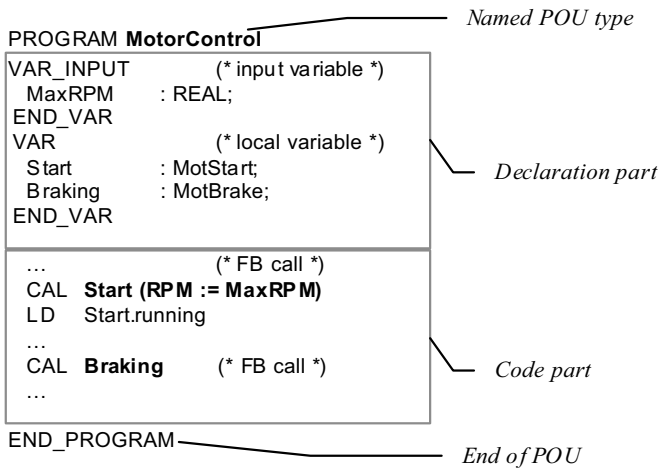 Named POU type
PROGRAM MotorControl
VAR_INPUT (* input variable *)
MaxRPM : REAL;
END_VAR
VAR (* local variable *)
Start : MotStart;
Braking : MotBrake;
END_VAR
Declaration part
... (* FB call *)
CAL Start (RPM := MaxRPM)
LD Start.running
...
CAL Braking (* FB call *)
...
Code part
END_PROGRAM
End of POU